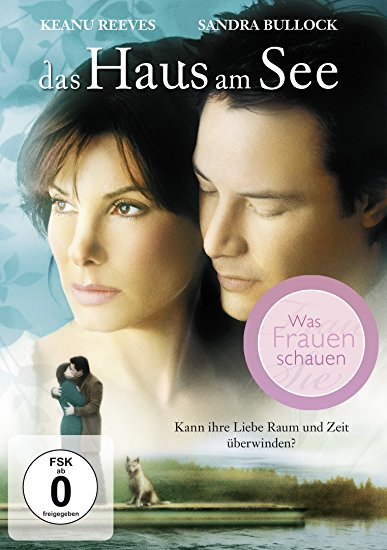 KEANU REEVES SANDRA BULLOCK
das Haus am See
Was
Frauen
schauen
Kann ihre Liebe Raum und Zeit
überwinden?
FSK
ab
0
freigegeben